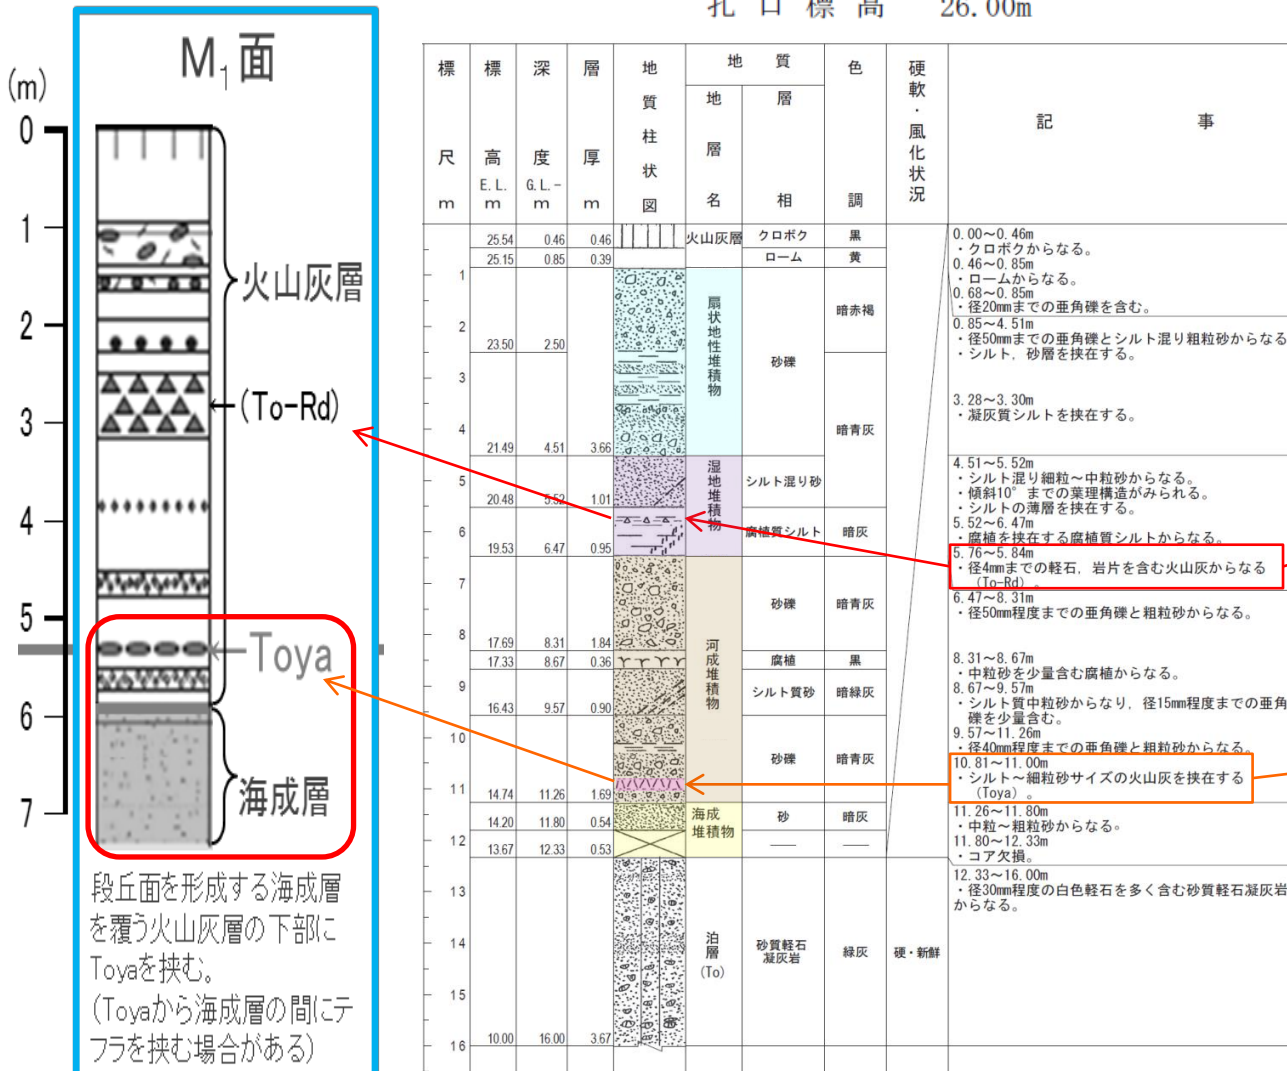 孔口標高 26.00m
M₁面
(m)
0
1
2
3
4
5
6
7
火山灰層
(To-Rd)
Toya
海成層
段丘面を形成する海成層
を覆う火山灰層の下部に
Toyaを挟む。
(Toyaから海成層の間にテ
フラを挟む場合がある)
標尺 m
標高 E.L. m
深度 G.L.- m
層厚 m
地質柱状図
地質
地層名
層相
色調
硬軟・風化状況
記事
25.54 0.46 0.46 火山灰層 クロボク 黒
25.15 0.85 0.39 ローム 黄
1
2
23.50 2.50 扇状地性堆積物 砂礫 暗赤褐
3
4
21.49 4.51 3.66 暗青灰
5
20.48 5.52 1.01 湿地堆積物 シルト混り砂
6
19.53 6.47 0.95 腐植質シルト 暗灰
7
砂礫 暗青灰
8
17.69 8.31 1.84 河成堆積物
17.33 8.67 0.36 腐植 黒
9
16.43 9.57 0.90 シルト質砂 暗緑灰
10
砂礫 暗青灰
11
14.74 11.26 1.69
14.20 11.80 0.54 海成堆積物 砂 暗灰
12
13.67 12.33 0.53 —— ——
13
14
泊層 (To) 砂質軽石凝灰岩 緑灰 硬・新鮮
15
10.00 16.00 3.67
16
0.00～0.46m
・クロボクからなる。
0.46～0.85m
・ロームからなる。
0.68～0.85m
・径20mmまでの亜角礫を含む。
0.85～4.51m
・径50mmまでの亜角礫とシルト混り粗粒砂からなる
・シルト，砂層を挟在する。
3.28～3.30m
・凝灰質シルトを挟在する。
4.51～5.52m
・シルト混り細粒～中粒砂からなる。
・傾斜10°までの葉理構造がみられる。
・シルトの薄層を挟在する。
5.52～6.47m
・腐植を挟在する腐植質シルトからなる。
5.76～5.84m
・径4mmまでの軽石，岩片を含む火山灰からなる
（To-Rd）。
6.47～8.31m
・径50mm程度までの亜角礫と粗粒砂からなる。
8.31～8.67m
・中粒砂を少量含む腐植からなる。
8.67～9.57m
・シルト質中粒砂からなり，径15mm程度までの亜角
礫を少量含む。
9.57～11.26m
・径40mm程度までの亜角礫と粗粒砂からなる。
10.81～11.00m
・シルト～細粒砂サイズの火山灰を挟在する
（Toya）。
11.26～11.80m
・中粒～粗粒砂からなる。
11.80～12.33m
・コア欠損。
12.33～16.00m
・径30mm程度の白色軽石を多く含む砂質軽石凝灰岩
からなる。